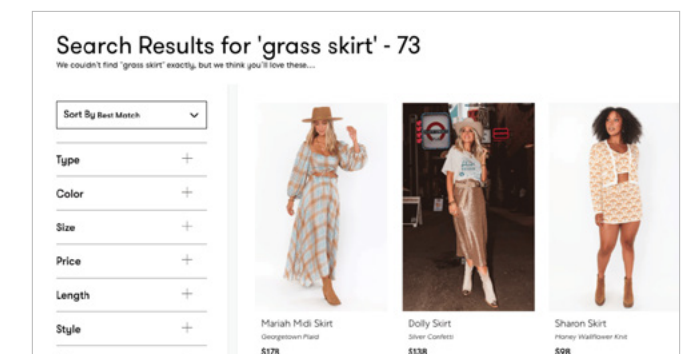 Search Results for 'grass skirt' - 73
We couldn't find "grass skirt" exactly, but we think you'll love these...
Sort By Best Match
Type
Color
Size
Price
Length
Style
Mariah Midi Skirt
Georgetown Plaid
$178
Dolly Skirt
Silver Confetti
$138
Sharon Skirt
Honey Wallflower Knit
$98